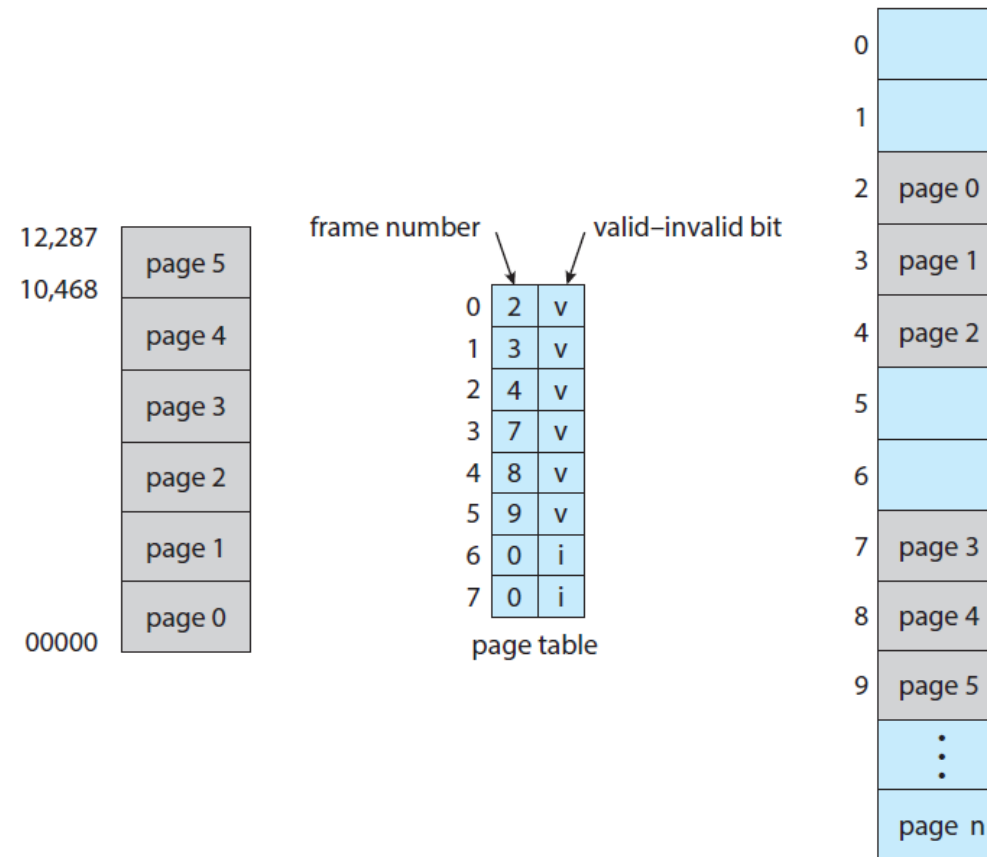 12,287
page 5
10,468
page 4
page 3
page 2
page 1
page 0
00000
frame number
valid–invalid bit
0 2 v
1 3 v
2 4 v
3 7 v
4 8 v
5 9 v
6 0 i
7 0 i
page table
0
1
2 page 0
3 page 1
4 page 2
5
6
7 page 3
8 page 4
9 page 5
page n